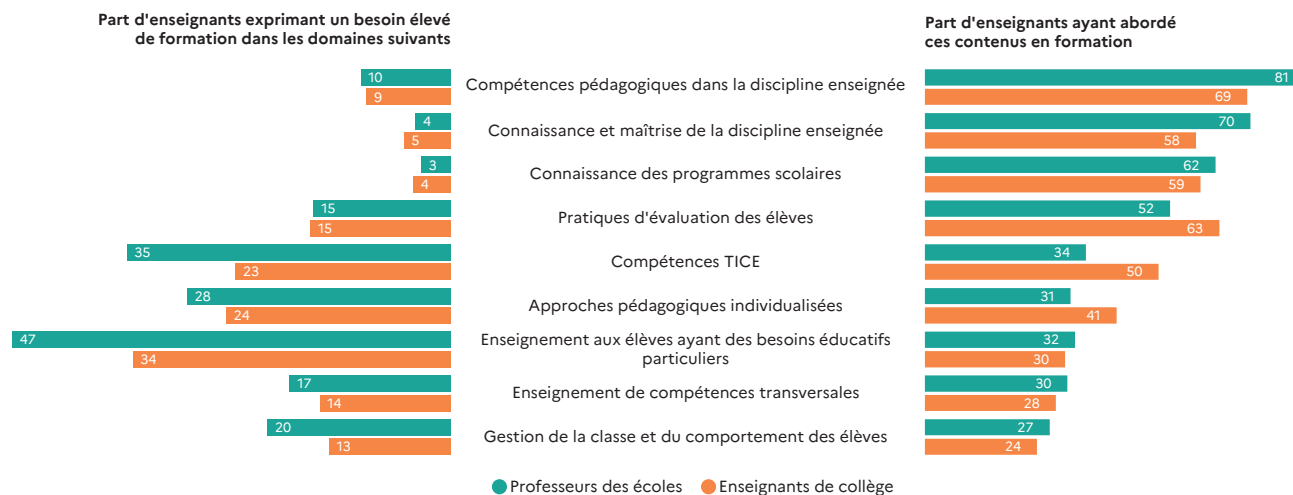 Part d'enseignants exprimant un besoin élevé
de formation dans les domaines suivants
Part d'enseignants ayant abordé
ces contenus en formation
10
9
Compétences pédagogiques dans la discipline enseignée
81
69
4
5
Connaissance et maîtrise de la discipline enseignée
70
58
3
4
Connaissance des programmes scolaires
62
59
15
15
Pratiques d'évaluation des élèves
52
63
35
23
Compétences TICE
34
50
28
24
Approches pédagogiques individualisées
31
41
47
34
Enseignement aux élèves ayant des besoins éducatifs
particuliers
32
30
17
14
Enseignement de compétences transversales
30
28
20
13
Gestion de la classe et du comportement des élèves
27
24
Professeurs des écoles Enseignants de collège